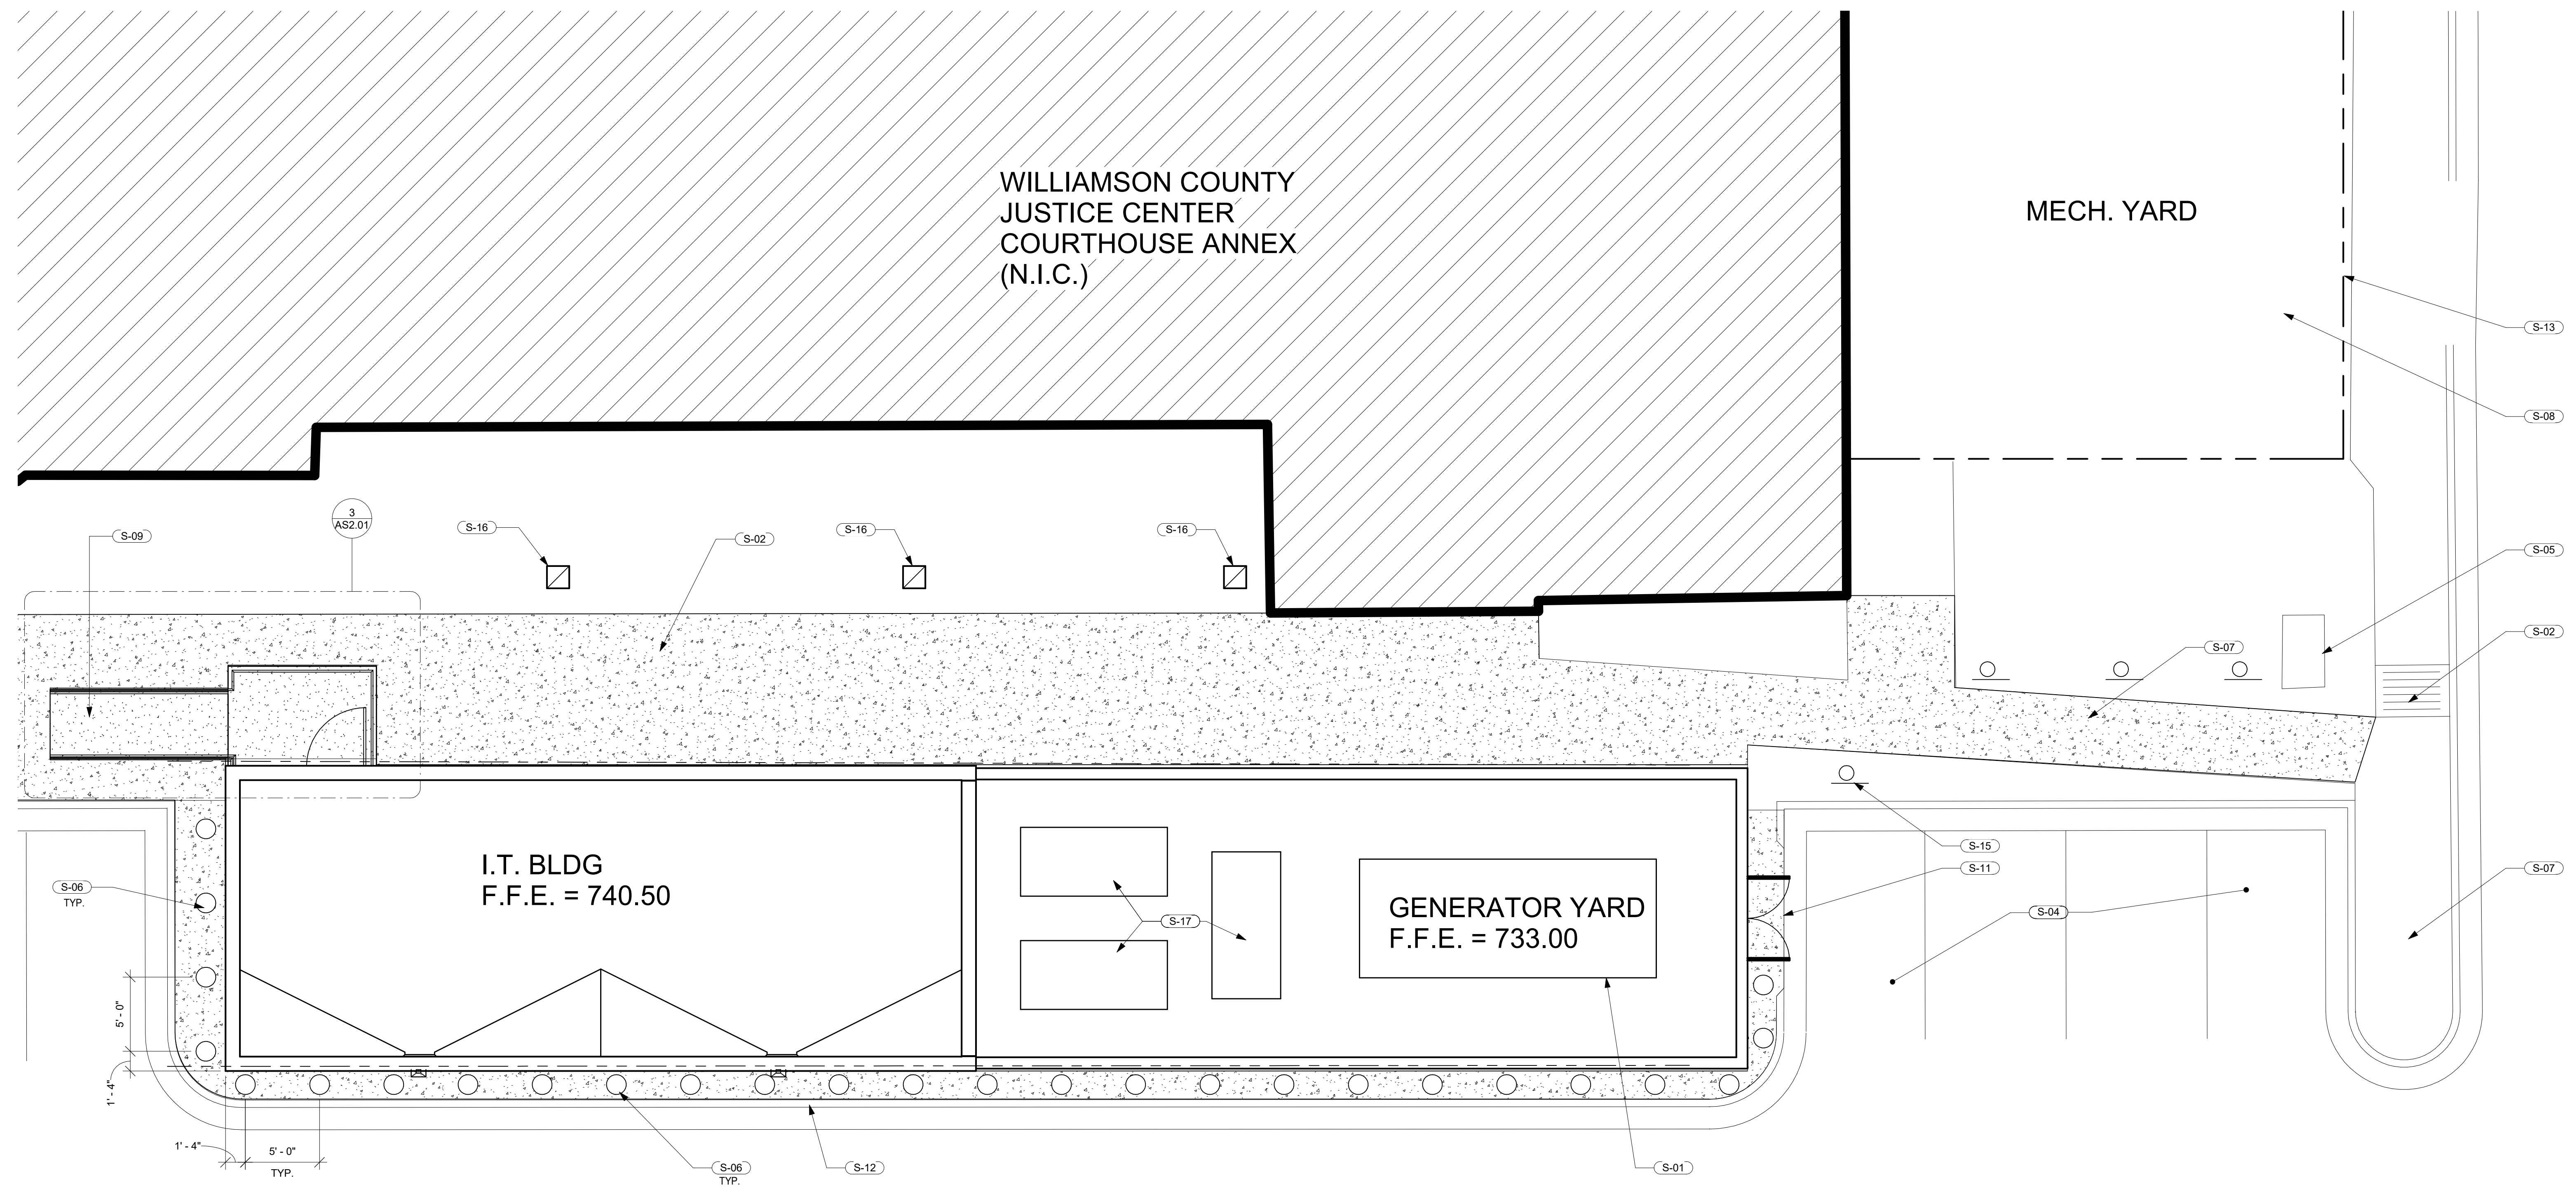 WILLIAMSON COUNTY
JUSTICE CENTER
COURTHOUSE ANNEX
(N.I.C.)
MECH. YARD
S-13
S-08
3
AS2.01
S-09
S-16
S-02
S-16
S-16
S-05
S-02
S-07
S-15
S-11
S-07
I.T. BLDG
F.F.E. = 740.50
S-06
TYP.
S-17
GENERATOR YARD
F.F.E. = 733.00
S-04
5' - 0"
1' - 4"
1' - 4"
5' - 0"
TYP.
S-06
TYP.
S-12
S-01